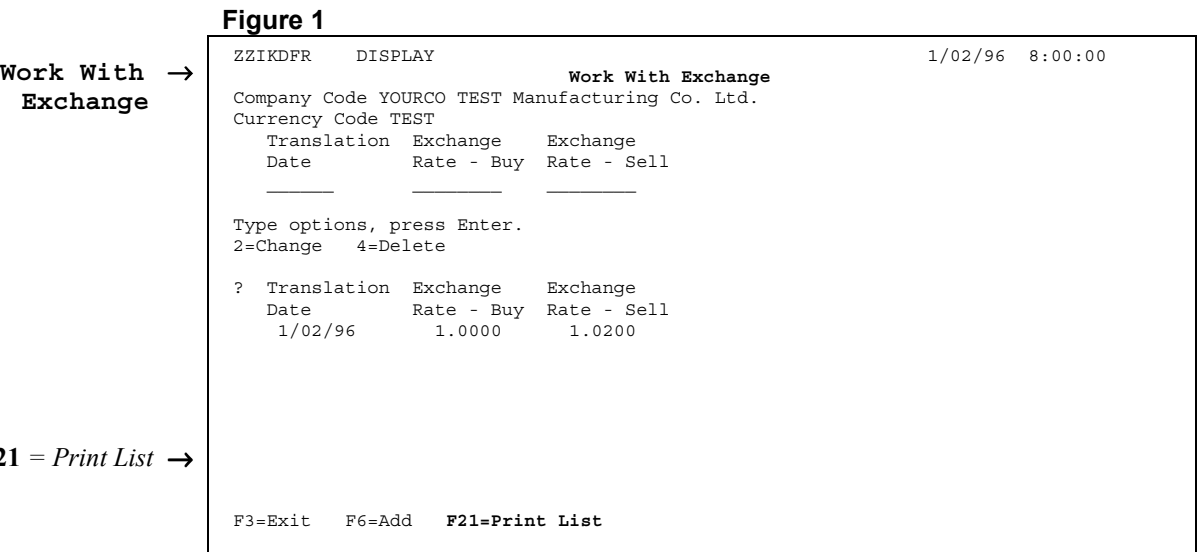 Figure 1
ZZIKDFR DISPLAY 1/02/96 8:00:00
Work With →
Exchange
Work With Exchange
Company Code YOURCO TEST Manufacturing Co. Ltd.
Currency Code TEST
Translation Exchange Exchange
Date Rate - Buy Rate - Sell
______ ________ ________
Type options, press Enter.
2=Change 4=Delete
? Translation Exchange Exchange
Date Rate - Buy Rate - Sell
1/02/96 1.0000 1.0200
21 = Print List →
F3=Exit F6=Add F21=Print List